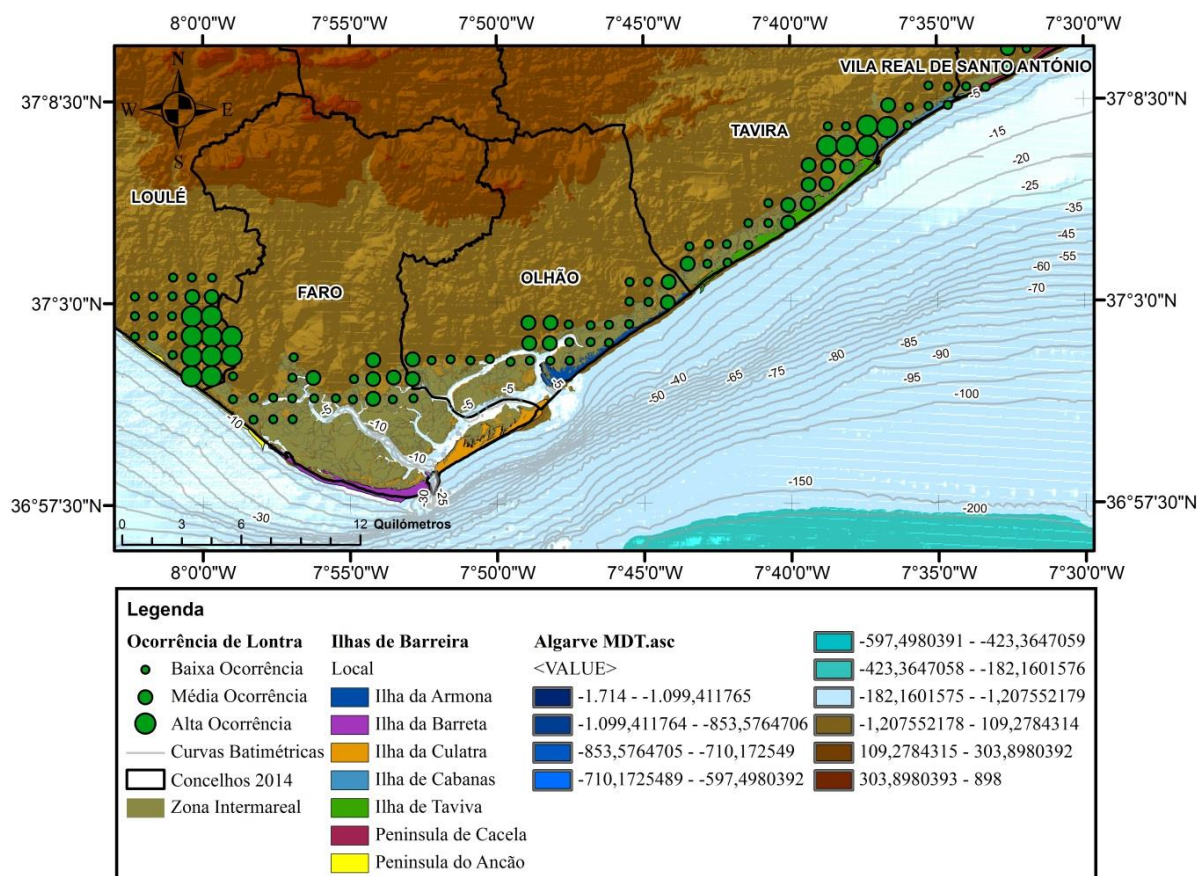 8°0'0"W 7°55'0"W 7°50'0"W 7°45'0"W 7°40'0"W 7°35'0"W 7°30'0"W
N
W E
S
VILA REAL DE SANTO ANTÓNIO
37°8'30"N 37°8'30"N
TAVIRA
LOULÉ
OLHÃO
FARO
37°3'0"N 37°3'0"N
36°57'30"N 36°57'30"N
-5
-15
-20
-25
-35
-45
-55
-60
-70
-80
-85
-90
-40
-65
-75
-95
-50
-100
-5
-5
-5
-5
-10
-10
-10
-30
-25
-150
-200
-30
0 3 6 12 Quilómetros
8°0'0"W 7°55'0"W 7°50'0"W 7°45'0"W 7°40'0"W 7°35'0"W 7°30'0"W
Legenda
Ocorrência de Lontra
Baixa Ocorrência
Média Ocorrência
Alta Ocorrência
Curvas Batimétricas
Concelhos 2014
Zona Intermareal
Ilhas de Barreira
Local
Ilha da Armona
Ilha da Barreta
Ilha da Culatra
Ilha de Cabanas
Ilha de Taviva
Peninsula de Cacela
Peninsula do Ancão
Algarve MDT.asc
<VALUE>
-1.714 - -1.099,411765
-1.099,411764 - -853,5764706
-853,5764705 - -710,172549
-710,1725489 - -597,4980392
-597,4980391 - -423,3647059
-423,3647058 - -182,1601576
-182,1601575 - -1,207552179
-1,207552178 - 109,2784314
109,2784315 - 303,8980392
303,8980393 - 898